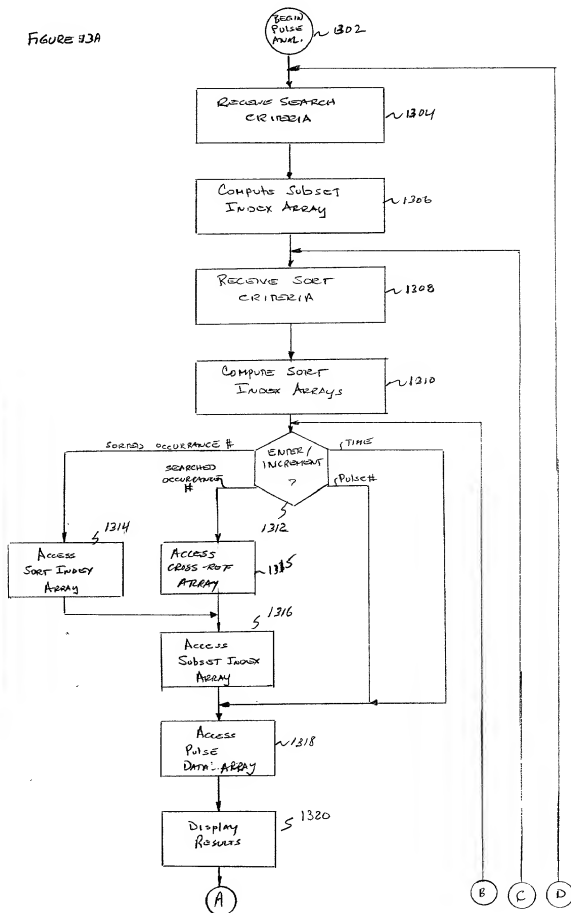 FIGURE 13A
BEGIN
PULSE
ANAL.
1302
RECEIVE SEARCH
CRITERIA
1304
COMPUTE SUBSET
INDEX ARRAY
1306
RECEIVE SORT
CRITERIA
1308
COMPUTE SORT
INDEX ARRAYS
1310
SORTED OCCURRANCE #
SEARCHED
OCCURRANCE
#
ENTER/
INCREMENT
?
TIME
PULSE#
1312
1314
ACCESS
SORT INDEX
ARRAY
ACCESS
CROSS-REF
ARRAY
1315
1316
ACCESS
SUBSET INDEX
ARRAY
ACCESS
PULSE
DATA ARRAY
1318
DISPLAY
RESULTS
1320
A
B
C
D